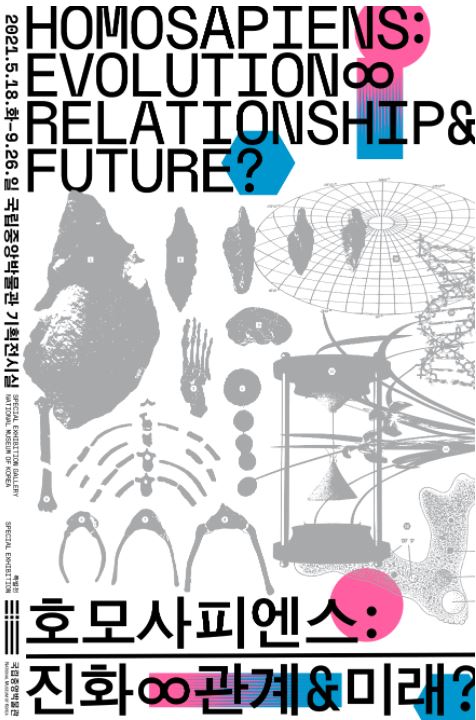 HOMOSAPIENS:
EVOLUTION∞
RELATIONSHIP&
FUTURE?
2021.5.18.화-9.26.일 국립중앙박물관 기획전시실
SPECIAL EXHIBITION GALLERY
NATIONAL MUSEUM OF KOREA
특별전
SPECIAL EXHIBITION
국립중앙박물관
호모사피엔스:
진화∞관계&미래?